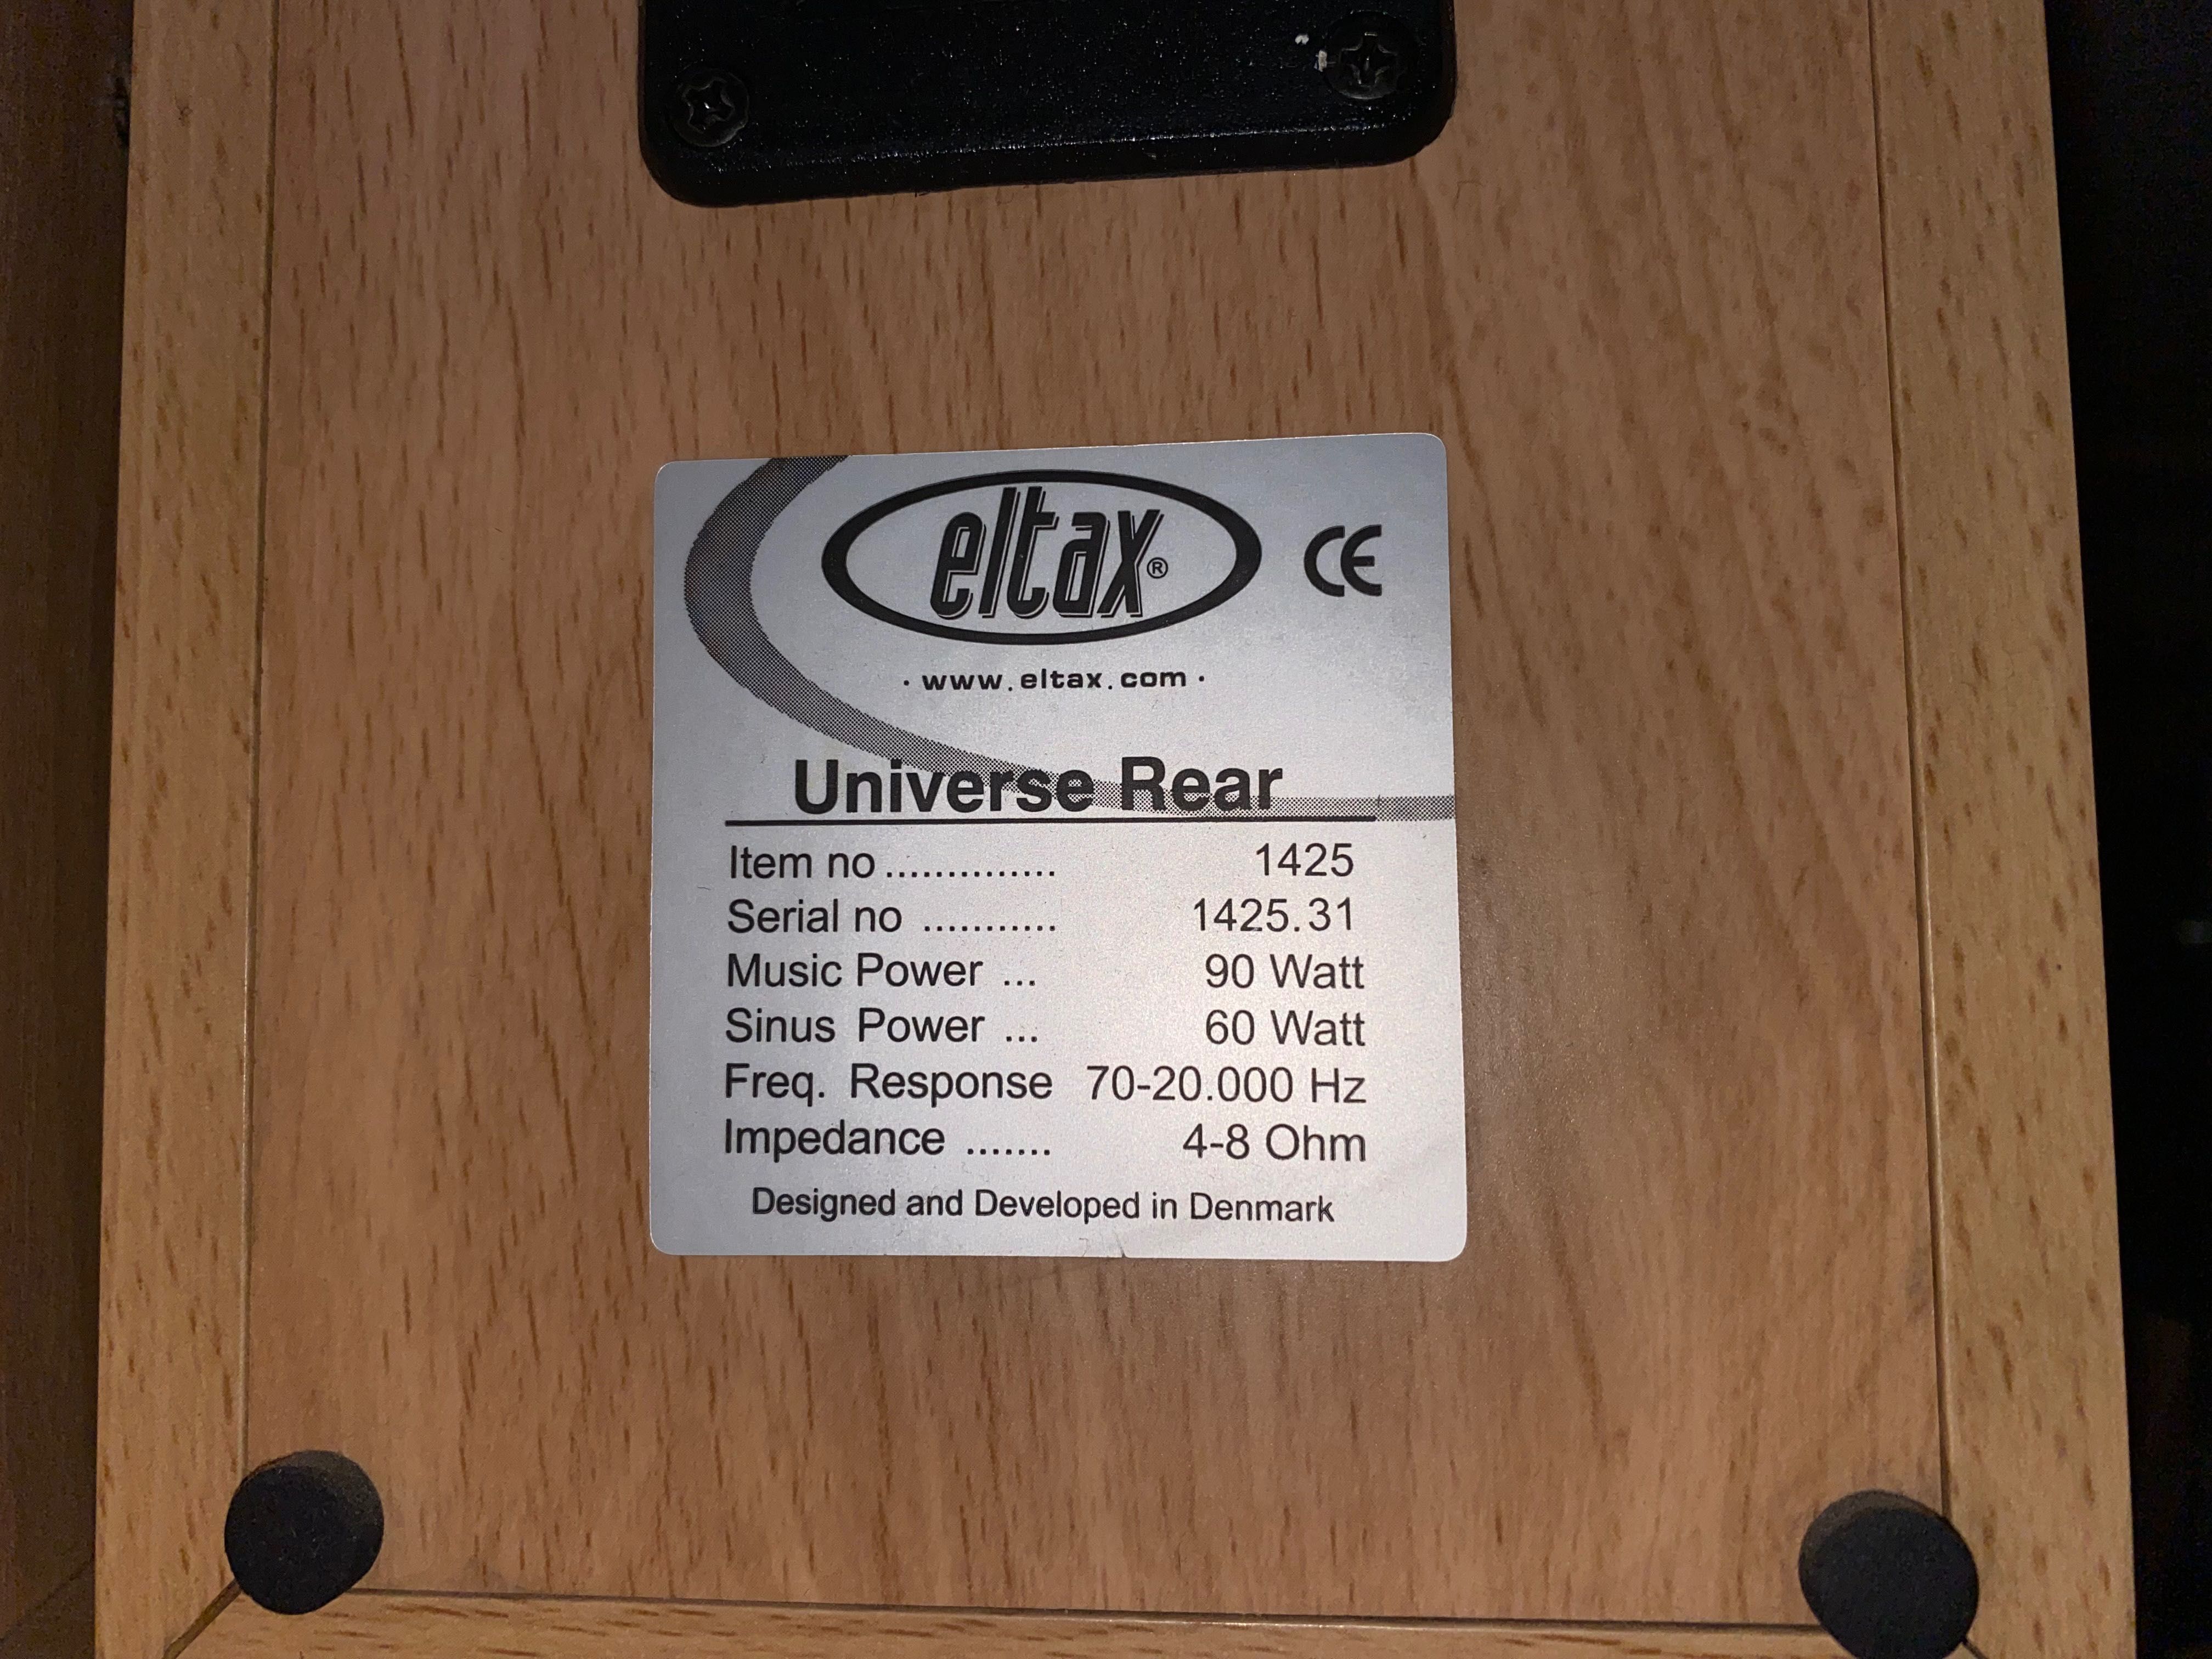 eltax®
CE
· www.eltax.com ·
Universe Rear
Item no .............. 1425
Serial no ........... 1425.31
Music Power ... 90 Watt
Sinus Power ... 60 Watt
Freq. Response 70-20.000 Hz
Impedance ....... 4-8 Ohm
Designed and Developed in Denmark